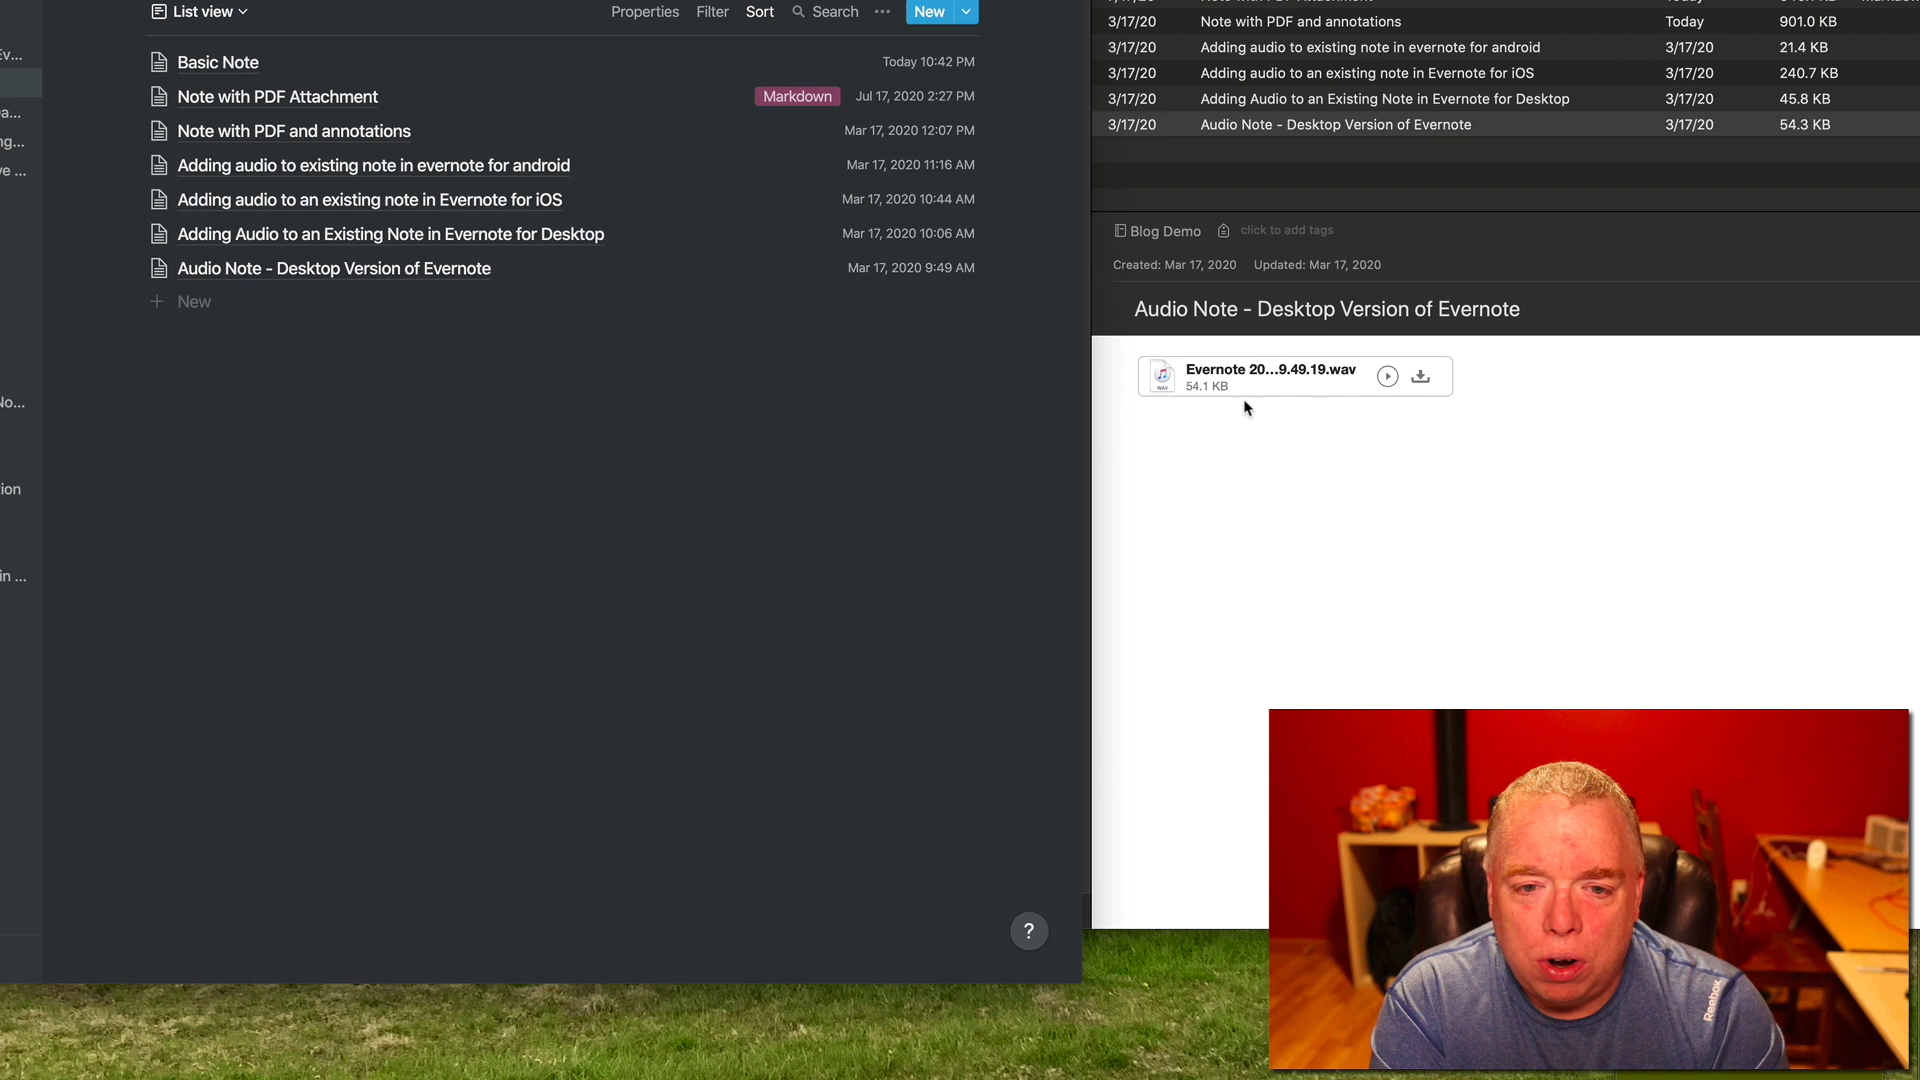 List view
Properties Filter Sort Search ··· New
Basic Note Today 10:42 PM
Note with PDF Attachment Markdown Jul 17, 2020 2:27 PM
Note with PDF and annotations Mar 17, 2020 12:07 PM
Adding audio to existing note in evernote for android Mar 17, 2020 11:16 AM
Adding audio to an existing note in Evernote for iOS Mar 17, 2020 10:44 AM
Adding Audio to an Existing Note in Evernote for Desktop Mar 17, 2020 10:06 AM
Audio Note - Desktop Version of Evernote Mar 17, 2020 9:49 AM
+ New
Ev...
a...
ng...
ve ...
No...
ion
in ...
?
3/17/20 Note with PDF and annotations Today 901.0 KB
3/17/20 Adding audio to existing note in evernote for android 3/17/20 21.4 KB
3/17/20 Adding audio to an existing note in Evernote for iOS 3/17/20 240.7 KB
3/17/20 Adding Audio to an Existing Note in Evernote for Desktop 3/17/20 45.8 KB
3/17/20 Audio Note - Desktop Version of Evernote 3/17/20 54.3 KB
Blog Demo click to add tags
Created: Mar 17, 2020 Updated: Mar 17, 2020
Audio Note - Desktop Version of Evernote
Evernote 20...9.49.19.wav
WAV
54.1 KB
Reebok